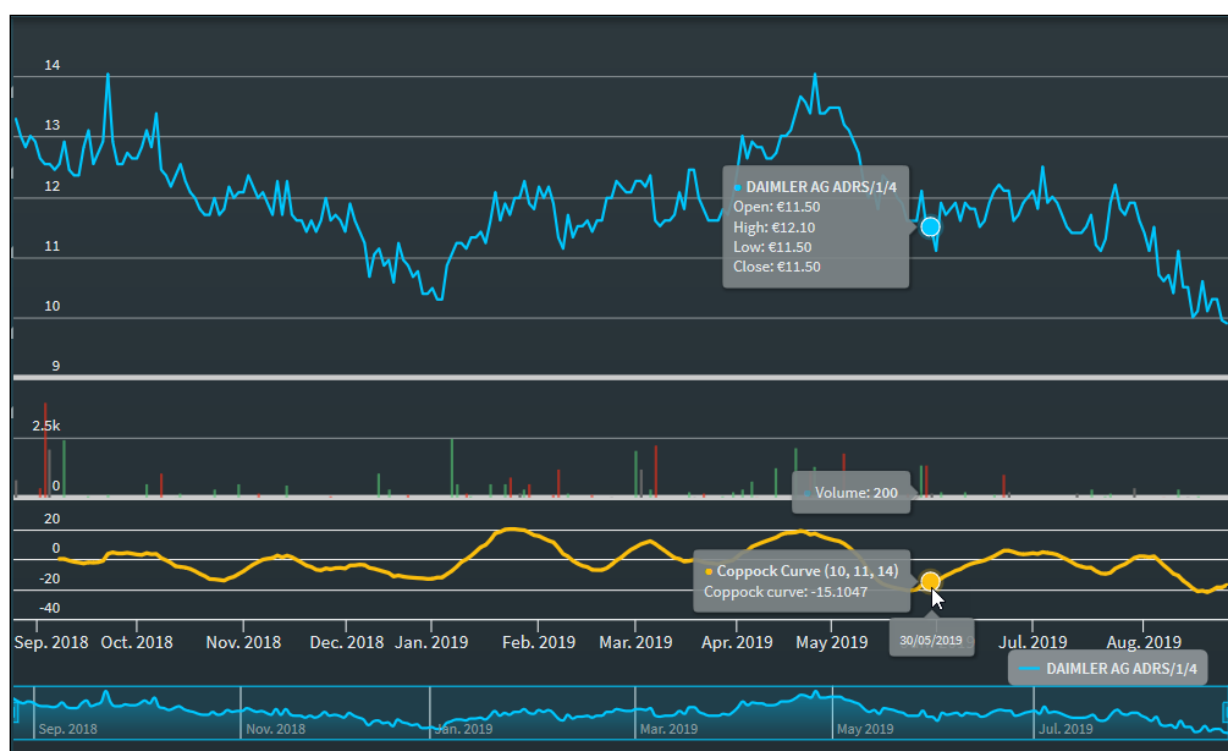 14
13
12
11
10
9
DAIMLER AG ADRS/1/4
Open: €11.50
High: €12.10
Low: €11.50
Close: €11.50
2.5k
0
Volume: 200
20
0
-20
-40
Coppock Curve (10, 11, 14)
Coppock curve: -15.1047
Sep. 2018 Oct. 2018 Nov. 2018 Dec. 2018 Jan. 2019 Feb. 2019 Mar. 2019 Apr. 2019 May 2019 30/05/2019 Jul. 2019 Aug. 2019
DAIMLER AG ADRS/1/4
Sep. 2018 Nov. 2018 Jan. 2019 Mar. 2019 May 2019 Jul. 2019